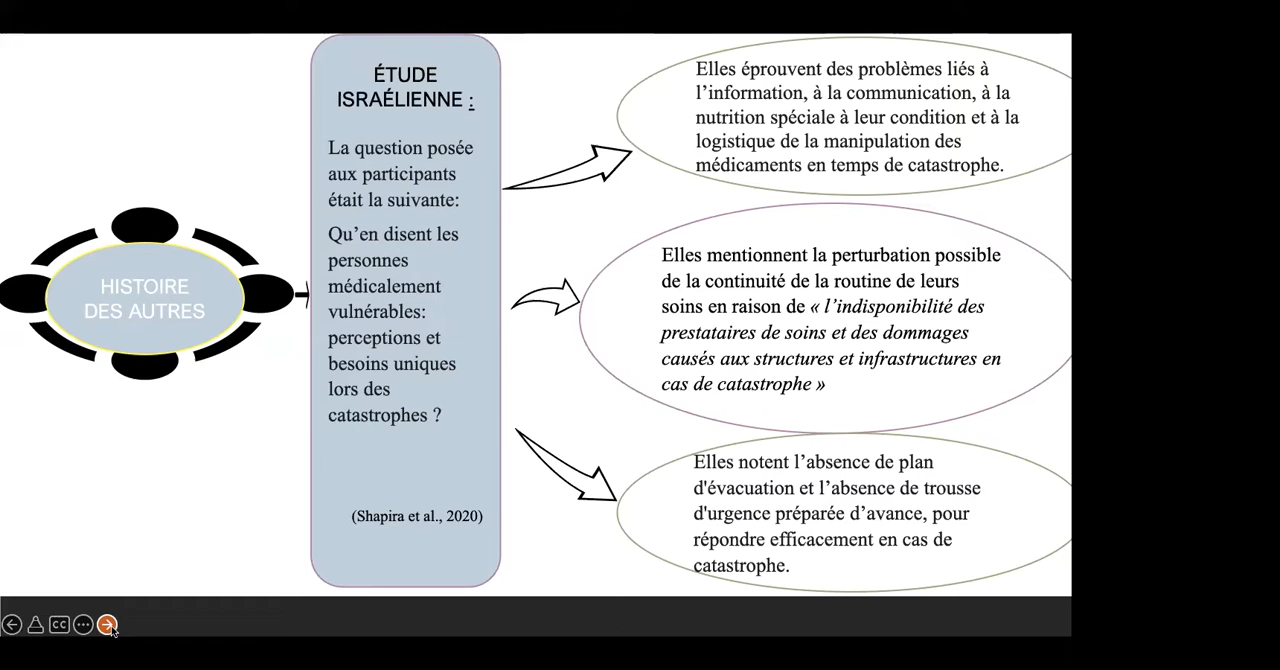 HISTOIRE
DES AUTRES
ÉTUDE
ISRAÉLIENNE :
La question posée
aux participants
était la suivante:
Qu’en disent les
personnes
médicalement
vulnérables:
perceptions et
besoins uniques
lors des
catastrophes ?
(Shapira et al., 2020)
Elles éprouvent des problèmes liés à
l’information, à la communication, à la
nutrition spéciale à leur condition et à la
logistique de la manipulation des
médicaments en temps de catastrophe.
Elles mentionnent la perturbation possible
de la continuité de la routine de leurs
soins en raison de « l’indisponibilité des
prestataires de soins et des dommages
causés aux structures et infrastructures en
cas de catastrophe »
Elles notent l’absence de plan
d'évacuation et l’absence de trousse
d'urgence préparée d’avance, pour
répondre efficacement en cas de
catastrophe.
CC